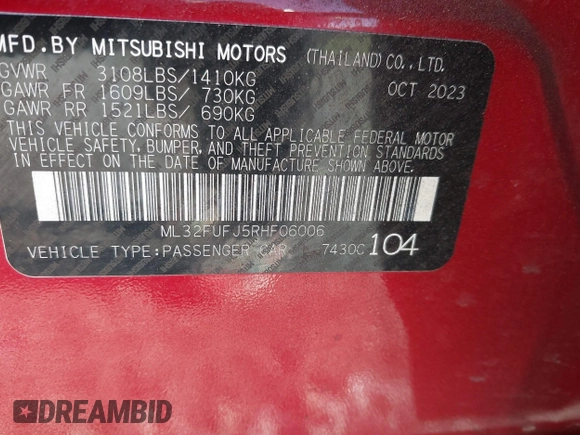 MFD.BY MITSUBISHI MOTORS (THAILAND) CO., LTD.
GVWR 3108LBS/1410KG OCT 2023
GAWR FR 1609LBS/ 730KG
GAWR RR 1521LBS/ 690KG
THIS VEHICLE CONFORMS TO ALL APPLICABLE FEDERAL MOTOR
VEHICLE SAFETY, BUMPER, AND THEFT PREVENTION STANDARDS
IN EFFECT ON THE DATE OF MANUFACTURE SHOWN ABOVE.
ML32FUFJ5RHF06006
VEHICLE TYPE:PASSENGER CAR 7430C 104
DREAMBID